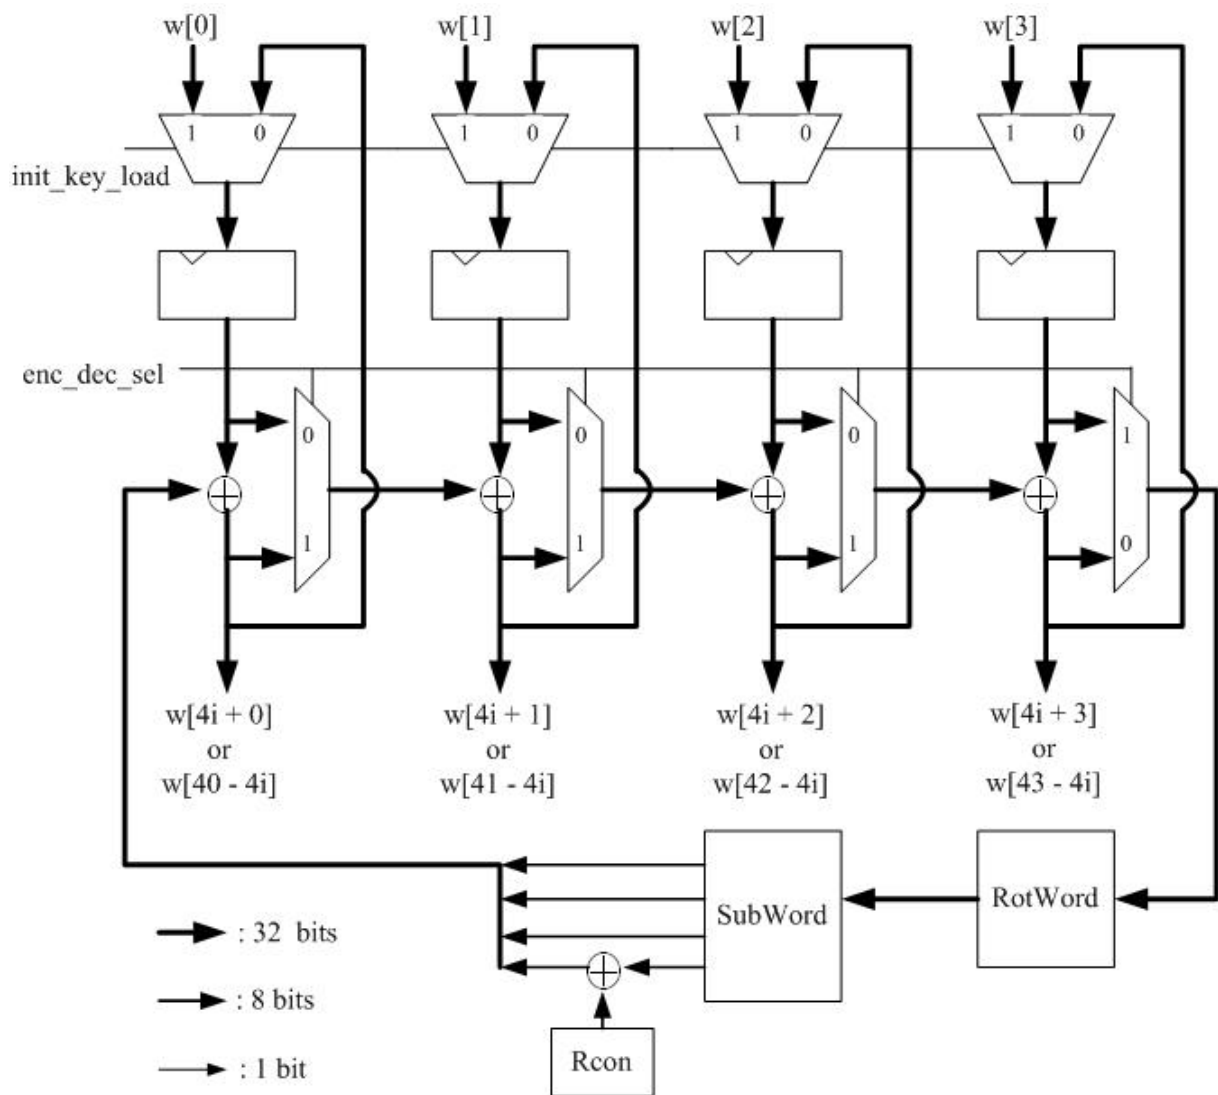 w[0]
w[1]
w[2]
w[3]
1 0
1 0
1 0
1 0
init_key_load
enc_dec_sel
0
0
0
1
1
1
1
0
w[4i + 0]
or
w[40 - 4i]
w[4i + 1]
or
w[41 - 4i]
w[4i + 2]
or
w[42 - 4i]
w[4i + 3]
or
w[43 - 4i]
SubWord
RotWord
Rcon
: 32 bits
: 8 bits
: 1 bit